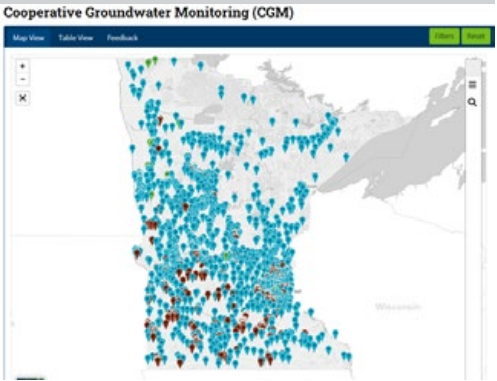 Cooperative Groundwater Monitoring (CGM)
Map View Table View Feedback Filters Reset
+
−
Wisconsin